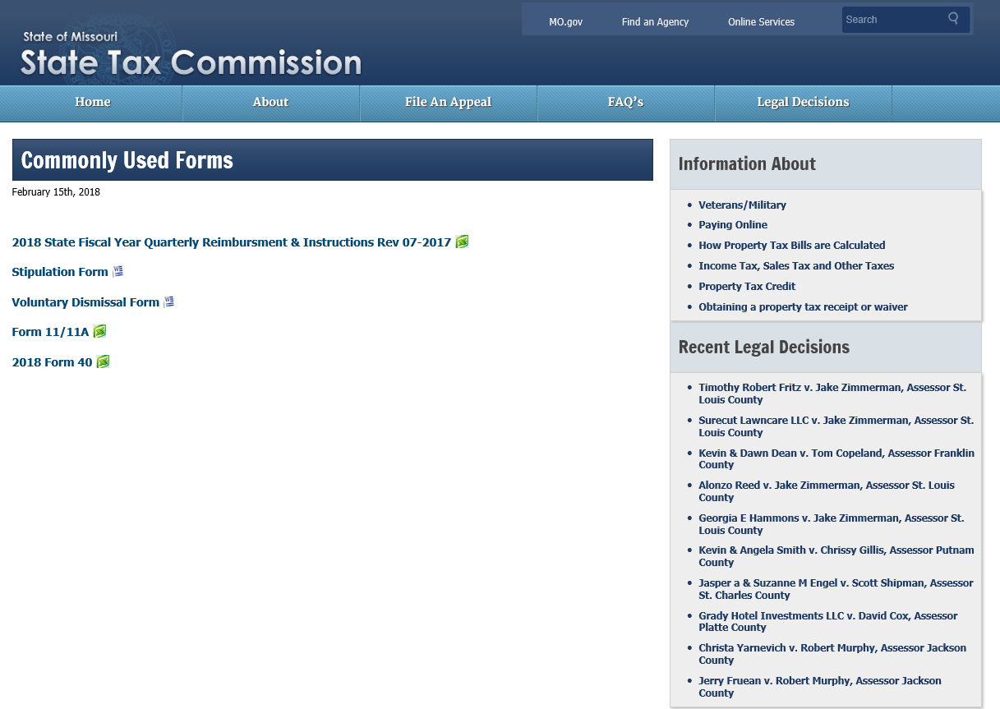 MO.gov
Find an Agency
Online Services
Search
State of Missouri
State Tax Commission
Home
About
File An Appeal
FAQ's
Legal Decisions
Commonly Used Forms
February 15th, 2018
2018 State Fiscal Year Quarterly Reimbursment & Instructions Rev 07-2017
Stipulation Form
Voluntary Dismissal Form
Form 11/11A
2018 Form 40
Information About
• Veterans/Military
• Paying Online
• How Property Tax Bills are Calculated
• Income Tax, Sales Tax and Other Taxes
• Property Tax Credit
• Obtaining a property tax receipt or waiver
Recent Legal Decisions
• Timothy Robert Fritz v. Jake Zimmerman, Assessor St.
Louis County
• Surecut Lawncare LLC v. Jake Zimmerman, Assessor St.
Louis County
• Kevin & Dawn Dean v. Tom Copeland, Assessor Franklin
County
• Alonzo Reed v. Jake Zimmerman, Assessor St. Louis
County
• Georgia E Hammons v. Jake Zimmerman, Assessor St.
Louis County
• Kevin & Angela Smith v. Chrissy Gillis, Assessor Putnam
County
• Jasper a & Suzanne M Engel v. Scott Shipman, Assessor
St. Charles County
• Grady Hotel Investments LLC v. David Cox, Assessor
Platte County
• Christa Yarnevich v. Robert Murphy, Assessor Jackson
County
• Jerry Fruean v. Robert Murphy, Assessor Jackson
County